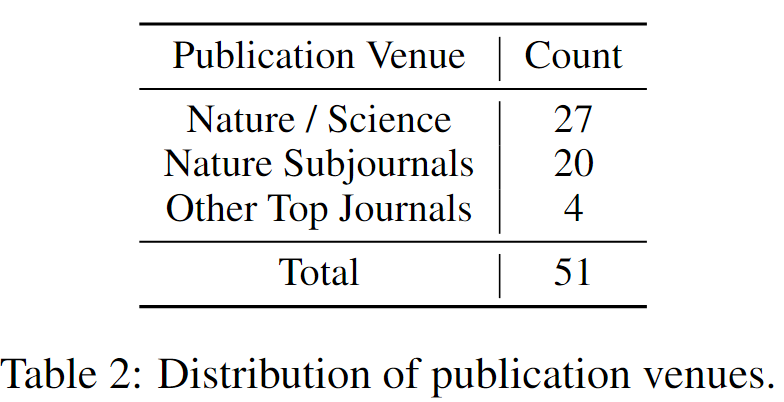 Publication Venue Count
Nature / Science 27
Nature Subjournals 20
Other Top Journals 4
Total 51
Table 2: Distribution of publication venues.